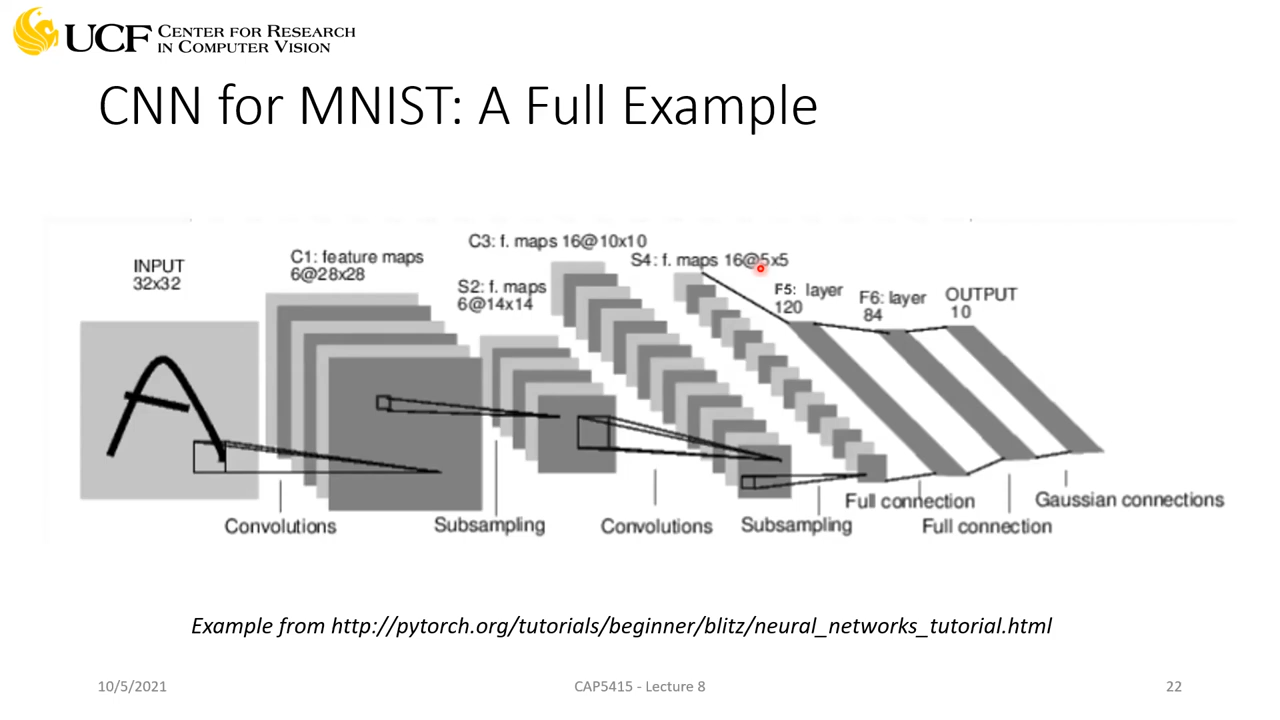 UCF CENTER FOR RESEARCH
IN COMPUTER VISION
CNN for MNIST: A Full Example
INPUT
32x32
C1: feature maps
6@28x28
S2: f. maps
6@14x14
C3: f. maps 16@10x10
S4: f. maps 16@5x5
F5: layer
120
F6: layer
84
OUTPUT
10
Convolutions
Subsampling
Convolutions
Subsampling
Full connection
Full connection
Gaussian connections
Example from http://pytorch.org/tutorials/beginner/blitz/neural_networks_tutorial.html
10/5/2021
CAP5415 - Lecture 8
22